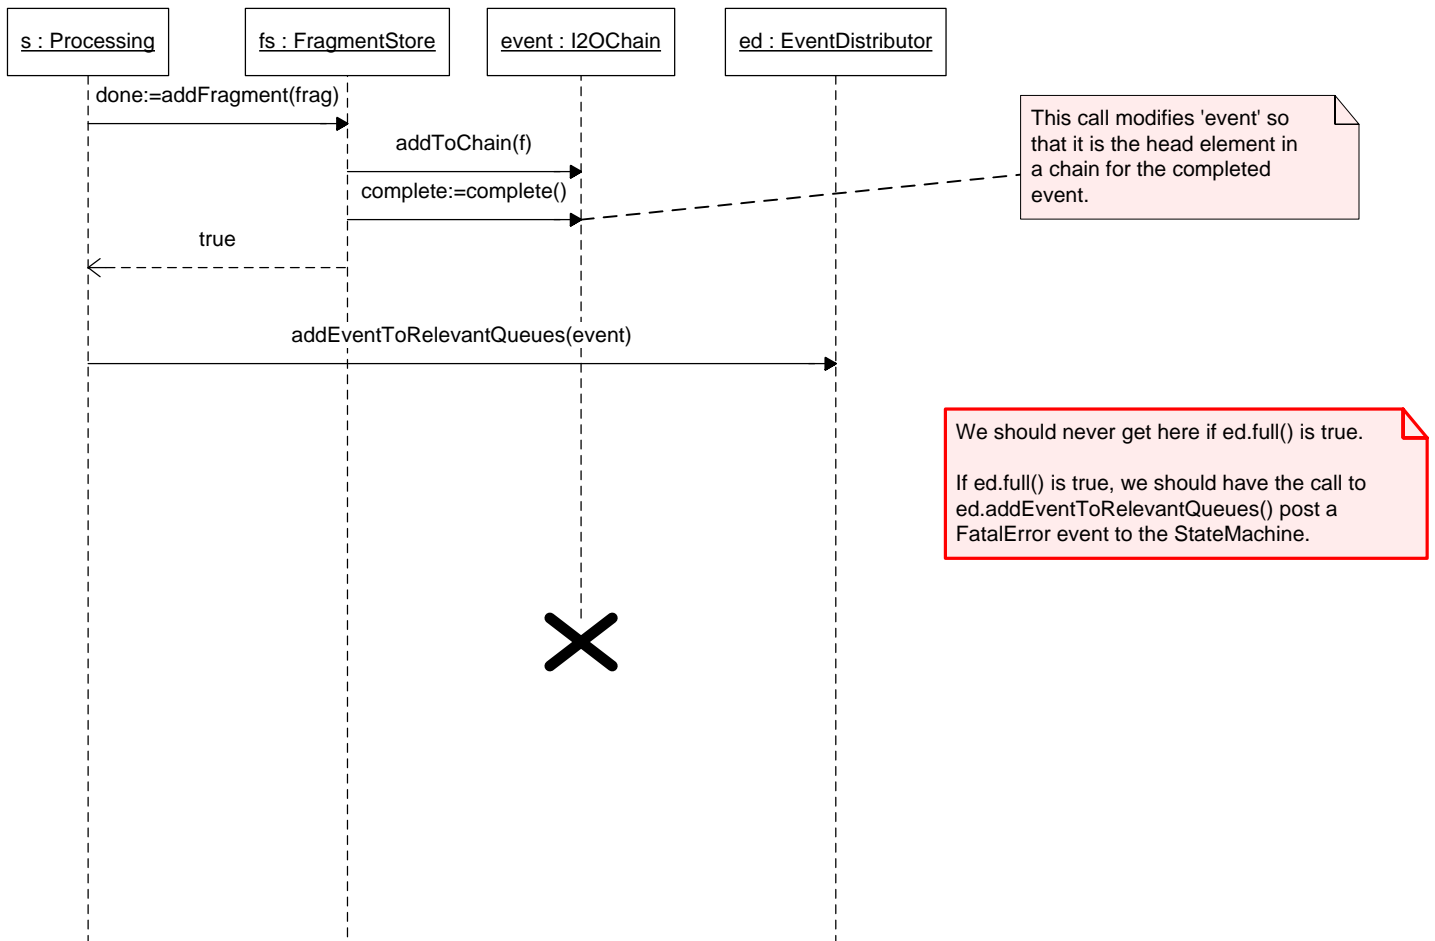 s : Processing
fs : FragmentStore
event : I2OChain
ed : EventDistributor
done:=addFragment(frag)
addToChain(f)
complete:=complete()
true
addEventToRelevantQueues(event)
This call modifies 'event' so
that it is the head element in
a chain for the completed
event.
We should never get here if ed.full() is true.
If ed.full() is true, we should have the call to
ed.addEventToRelevantQueues() post a
FatalError event to the StateMachine.